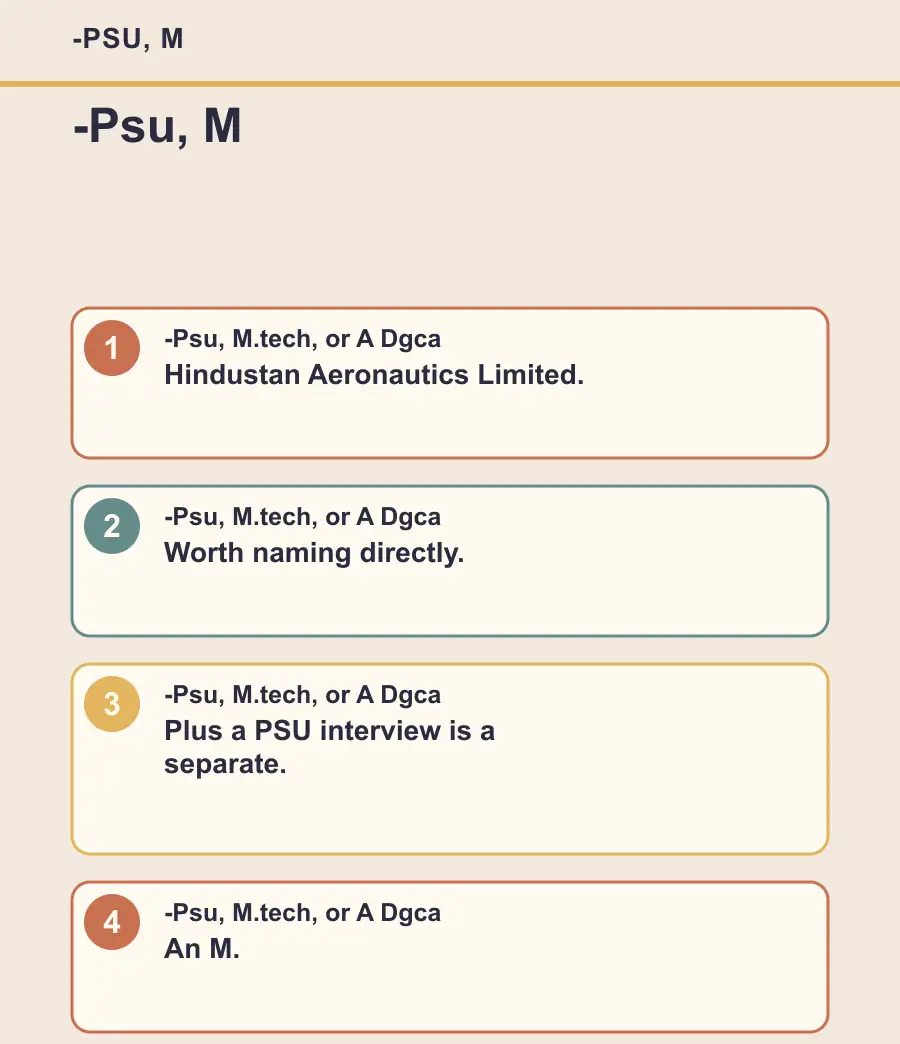 -PSU, M
-Psu, M
1
-Psu, M.tech, or A Dgca
Hindustan Aeronautics Limited.
2
-Psu, M.tech, or A Dgca
Worth naming directly.
3
-Psu, M.tech, or A Dgca
Plus a PSU interview is a
separate.
4
-Psu, M.tech, or A Dgca
An M.